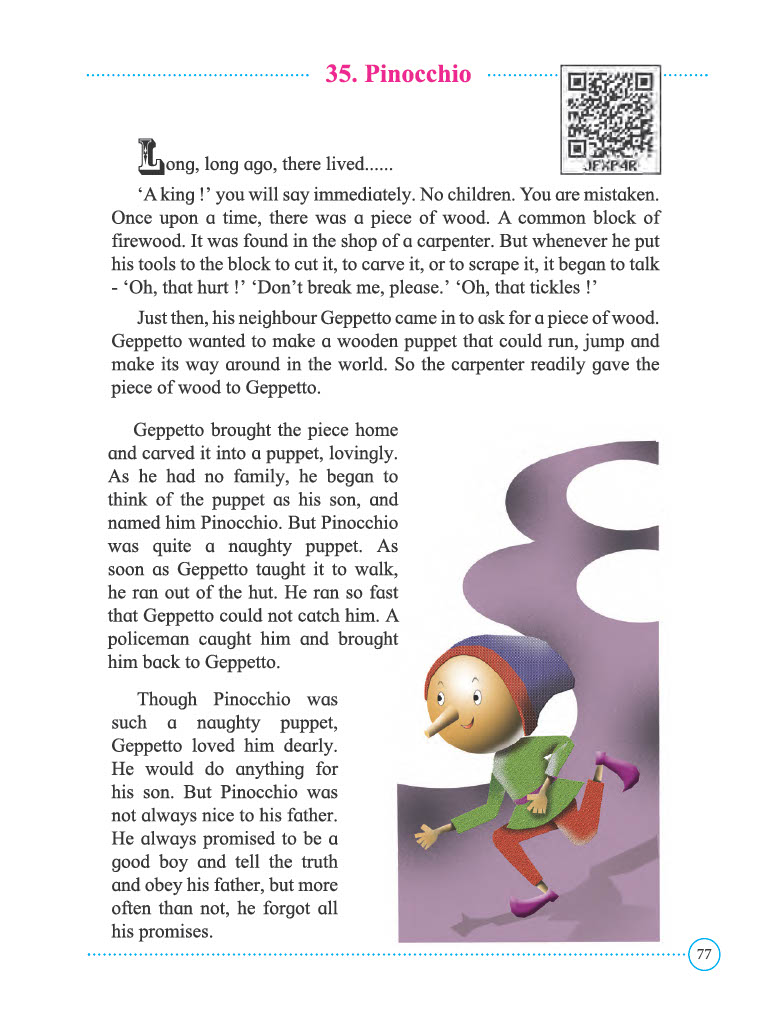 35. Pinocchio
JFXP4R
Long, long ago, there lived......
‘A king !’ you will say immediately. No children. You are mistaken.
Once upon a time, there was a piece of wood. A common block of
firewood. It was found in the shop of a carpenter. But whenever he put
his tools to the block to cut it, to carve it, or to scrape it, it began to talk
- ‘Oh, that hurt !’ ‘Don’t break me, please.’ ‘Oh, that tickles !’
Just then, his neighbour Geppetto came in to ask for a piece of wood.
Geppetto wanted to make a wooden puppet that could run, jump and
make its way around in the world. So the carpenter readily gave the
piece of wood to Geppetto.
Geppetto brought the piece home
and carved it into a puppet, lovingly.
As he had no family, he began to
think of the puppet as his son, and
named him Pinocchio. But Pinocchio
was quite a naughty puppet. As
soon as Geppetto taught it to walk,
he ran out of the hut. He ran so fast
that Geppetto could not catch him. A
policeman caught him and brought
him back to Geppetto.
Though Pinocchio was
such a naughty puppet,
Geppetto loved him dearly.
He would do anything for
his son. But Pinocchio was
not always nice to his father.
He always promised to be a
good boy and tell the truth
and obey his father, but more
often than not, he forgot all
his promises.
77